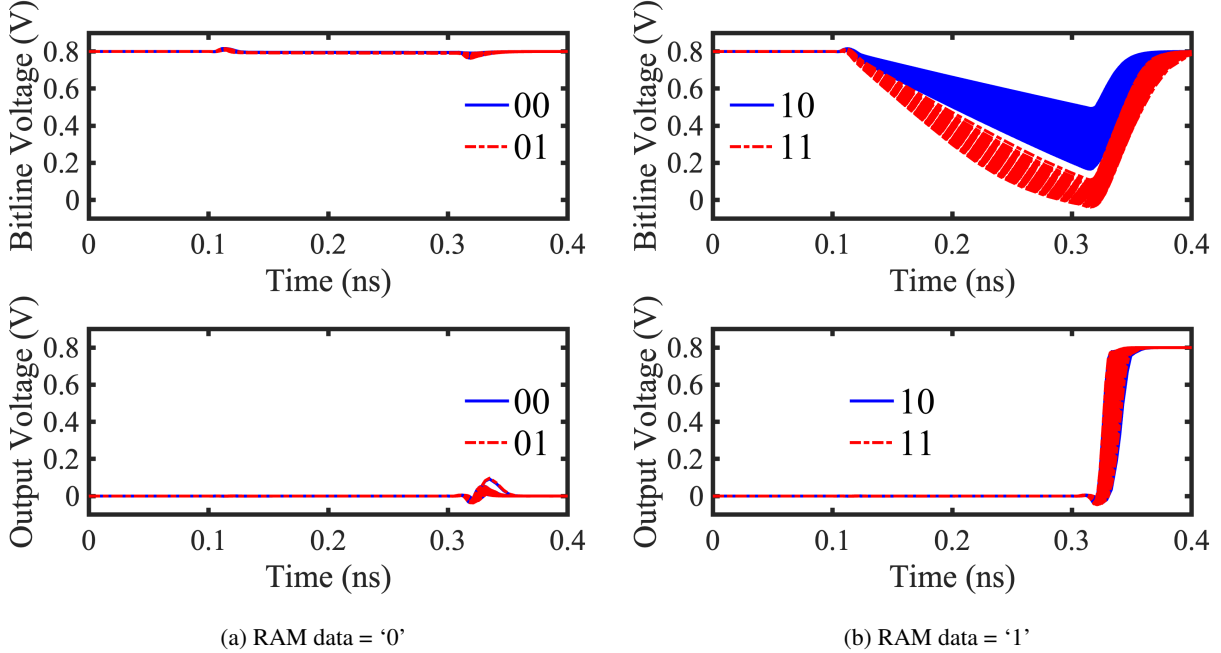 Bitline Voltage (V)
0.8
0.6
0.4
0.2
0
00
01
0 0.1 0.2 0.3 0.4
Time (ns)
Bitline Voltage (V)
0.8
0.6
0.4
0.2
0
10
11
0 0.1 0.2 0.3 0.4
Time (ns)
Output Voltage (V)
0.8
0.6
0.4
0.2
0
00
01
0 0.1 0.2 0.3 0.4
Time (ns)
Output Voltage (V)
0.8
0.6
0.4
0.2
0
10
11
0 0.1 0.2 0.3 0.4
Time (ns)
(a) RAM data = ‘0’
(b) RAM data = ‘1’